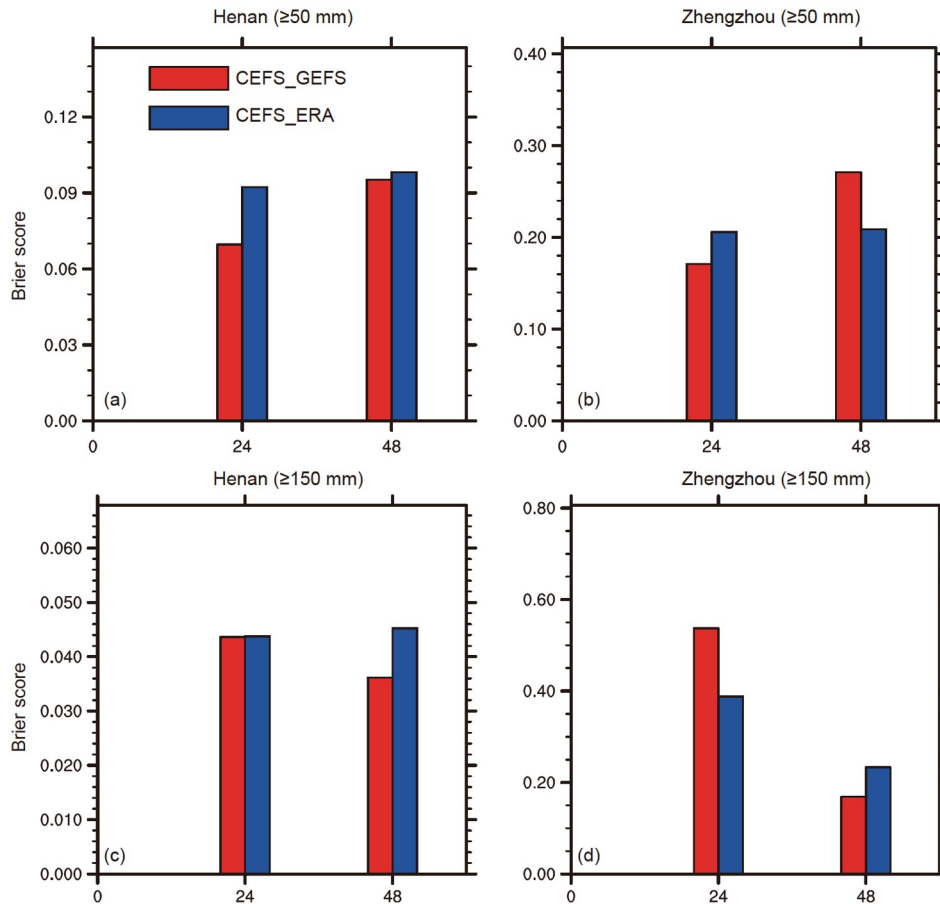 Henan (≥50 mm)
Zhengzhou (≥50 mm)
CEFS_GEFS
CEFS_ERA
Brier score
0.12
0.09
0.06
0.03
0.00
(a)
0
24
48
0.40
0.30
0.20
0.10
0.00
(b)
0
24
48
Henan (≥150 mm)
Zhengzhou (≥150 mm)
Brier score
0.060
0.050
0.040
0.030
0.020
0.010
0.000
(c)
0
24
48
0.80
0.60
0.40
0.20
0.00
(d)
0
24
48